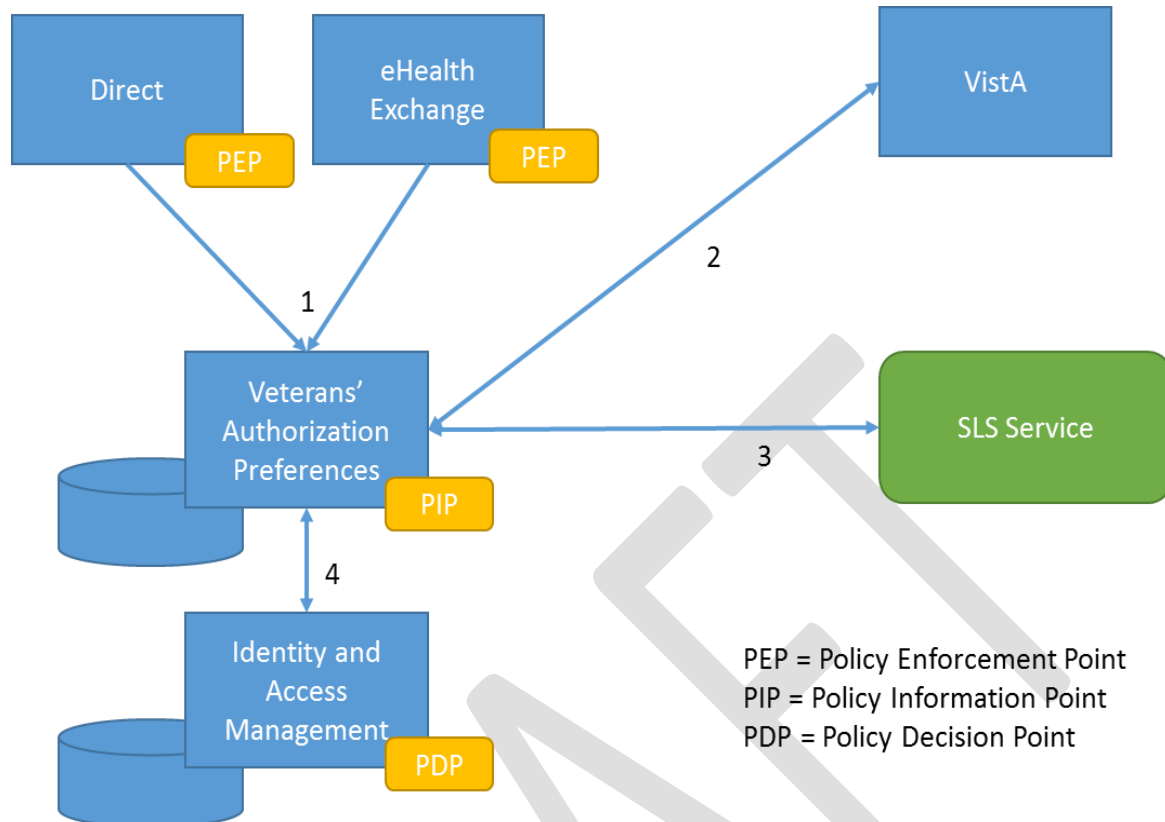 Direct
PEP
eHealth
Exchange
PEP
VistA
1
2
Veterans’
Authorization
Preferences
PIP
3
SLS Service
4
Identity and
Access
Management
PDP
PEP = Policy Enforcement Point
PIP = Policy Information Point
PDP = Policy Decision Point